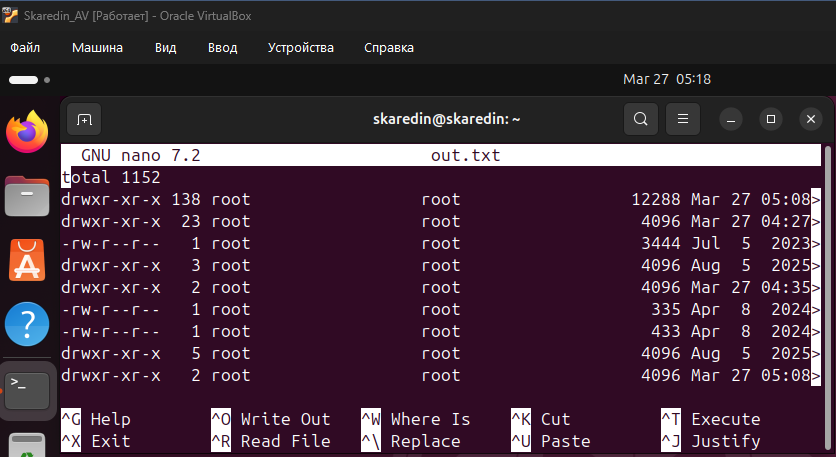 Skaredin_AV [Работает] - Oracle VirtualBox
Файл Машина Вид Ввод Устройства Справка
Mar 27 05:18
skaredin@skaredin: ~
GNU nano 7.2 out.txt
total 1152
drwxr-xr-x 138 root root 12288 Mar 27 05:08>
drwxr-xr-x 23 root root 4096 Mar 27 04:27>
-rw-r--r-- 1 root root 3444 Jul 5 2023>
drwxr-xr-x 3 root root 4096 Aug 5 2025>
drwxr-xr-x 2 root root 4096 Mar 27 04:35>
-rw-r--r-- 1 root root 335 Apr 8 2024>
-rw-r--r-- 1 root root 433 Apr 8 2024>
drwxr-xr-x 5 root root 4096 Aug 5 2025>
drwxr-xr-x 2 root root 4096 Mar 27 05:08>
^G Help ^O Write Out ^W Where Is ^K Cut ^T Execute
^X Exit ^R Read File ^\ Replace ^U Paste ^J Justify